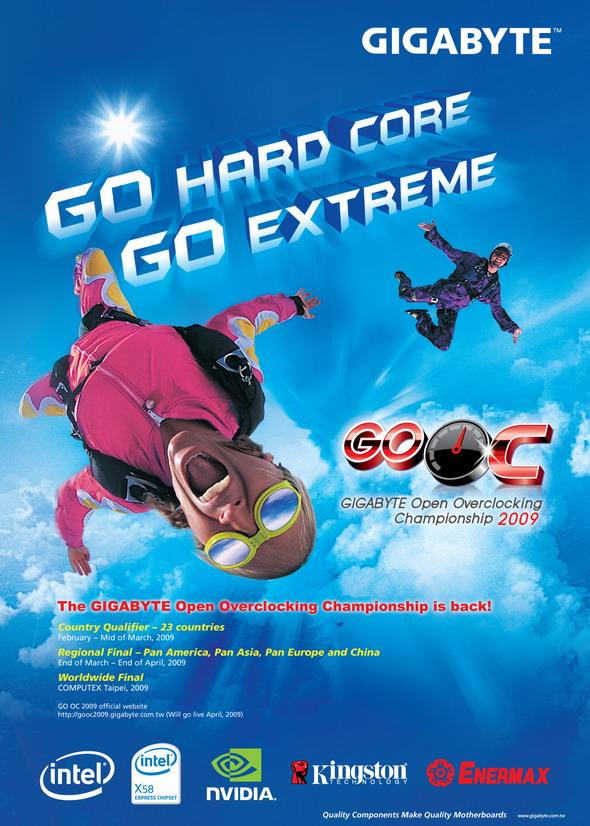 GIGABYTE™
GO HARD CORE
GO EXTREME
GO OC
GIGABYTE Open Overclocking
Championship 2009
The GIGABYTE Open Overclocking Championship is back!
Country Qualifier – 23 countries
February – Mid of March, 2009
Regional Final – Pan America, Pan Asia, Pan Europe and China
End of March – End of April, 2009
Worldwide Final
COMPUTEX Taipei, 2009
GO OC 2009 official website
http://gooc2009.gigabyte.com.tw (Will go live April, 2009)
intel
intel
X58
EXPRESS CHIPSET
NVIDIA.
Kingston
TECHNOLOGY
ENERMAX
Quality Components Make Quality Motherboards www.gigabyte.com.tw